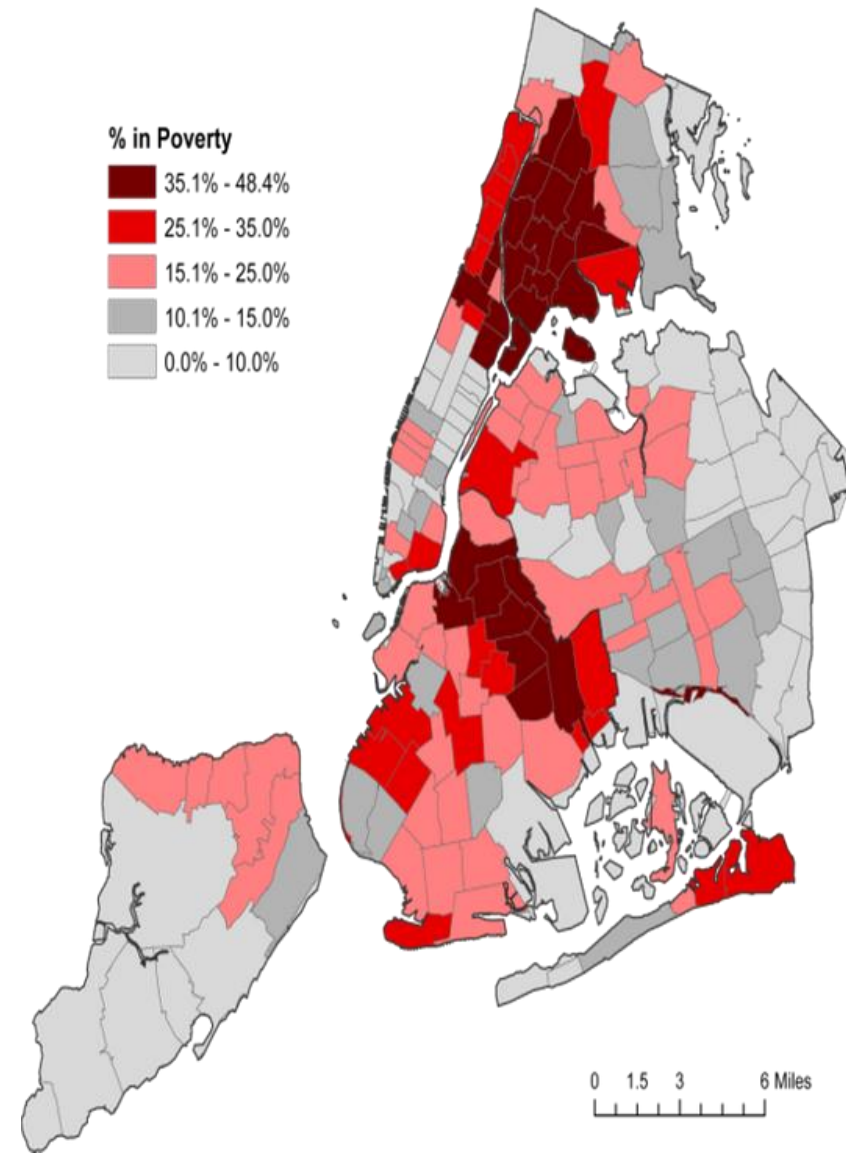 % in Poverty
35.1% - 48.4%
25.1% - 35.0%
15.1% - 25.0%
10.1% - 15.0%
0.0% - 10.0%
0 1.5 3 6 Miles